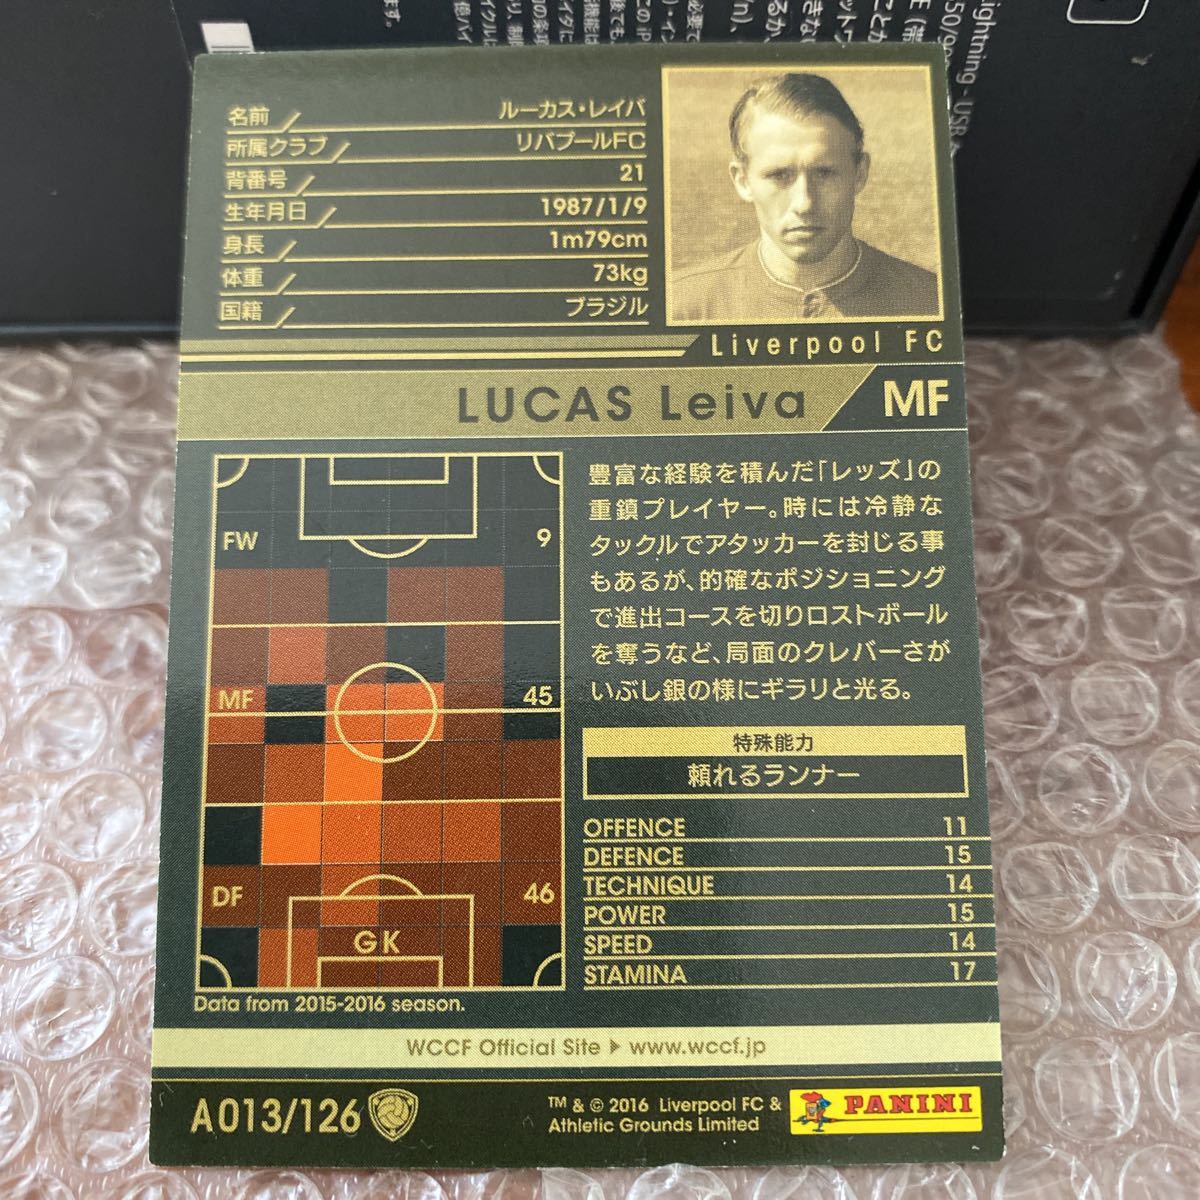 名前 ルーカス・レイバ
所属クラブ リバプールFC
背番号 21
生年月日 1987/1/9
身長 1m79cm
体重 73kg
国籍 ブラジル
Liverpool FC
LUCAS Leiva MF
FW 9
MF 45
DF 46
GK
Data from 2015-2016 season.
豊富な経験を積んだ「レッズ」の
重鎮プレイヤー。時には冷静な
タックルでアタッカーを封じる事
もあるが、的確なポジショニング
で進出コースを切りロストボール
を奪うなど、局面のクレバーさが
いぶし銀の様にギラリと光る。
特殊能力
頼れるランナー
OFFENCE 11
DEFENCE 15
TECHNIQUE 14
POWER 15
SPEED 14
STAMINA 17
WCCF Official Site ▶ www.wccf.jp
A013/126
TM & © 2016 Liverpool FC &
Athletic Grounds Limited
PANINI